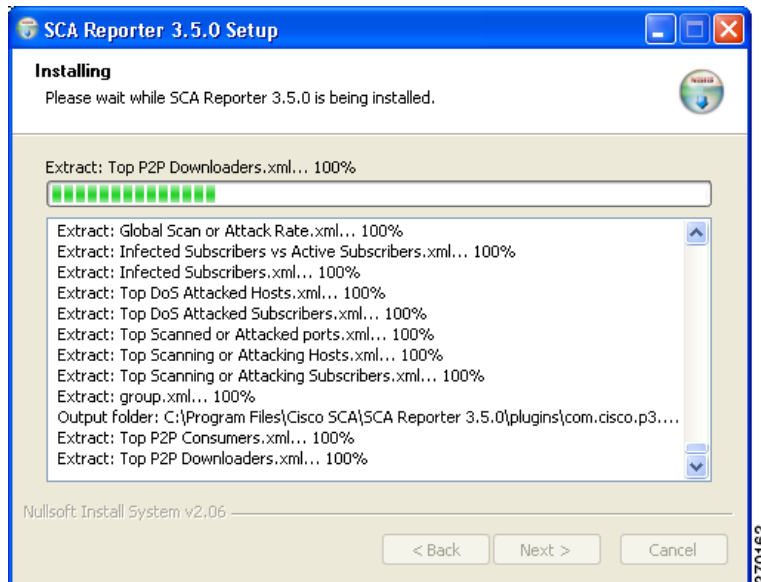 SCA Reporter 3.5.0 Setup
Installing
Please wait while SCA Reporter 3.5.0 is being installed.
Extract: Top P2P Downloaders.xml... 100%
Extract: Global Scan or Attack Rate.xml... 100%
Extract: Infected Subscribers vs Active Subscribers.xml... 100%
Extract: Infected Subscribers.xml... 100%
Extract: Top DoS Attacked Hosts.xml... 100%
Extract: Top DoS Attacked Subscribers.xml... 100%
Extract: Top Scanned or Attacked ports.xml... 100%
Extract: Top Scanning or Attacking Hosts.xml... 100%
Extract: Top Scanning or Attacking Subscribers.xml... 100%
Extract: group.xml... 100%
Output folder: C:\Program Files\Cisco SCA\SCA Reporter 3.5.0\plugins\com.cisco.p3....
Extract: Top P2P Consumers.xml... 100%
Extract: Top P2P Downloaders.xml... 100%
Nullsoft Install System v2.06
< Back
Next >
Cancel